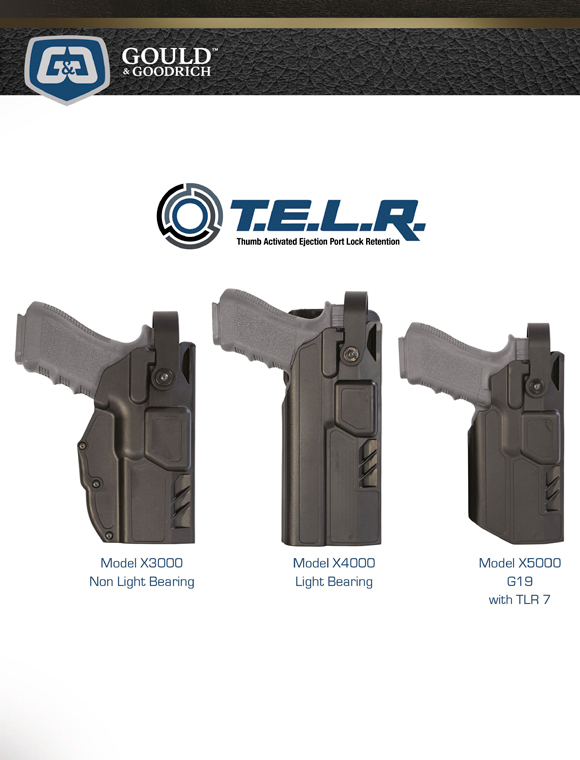 G&G
GOULD™
& GOODRICH
T.E.L.R.
Thumb Activated Ejection Port Lock Retention
Model X3000
Non Light Bearing
Model X4000
Light Bearing
Model X5000
G19
with TLR 7